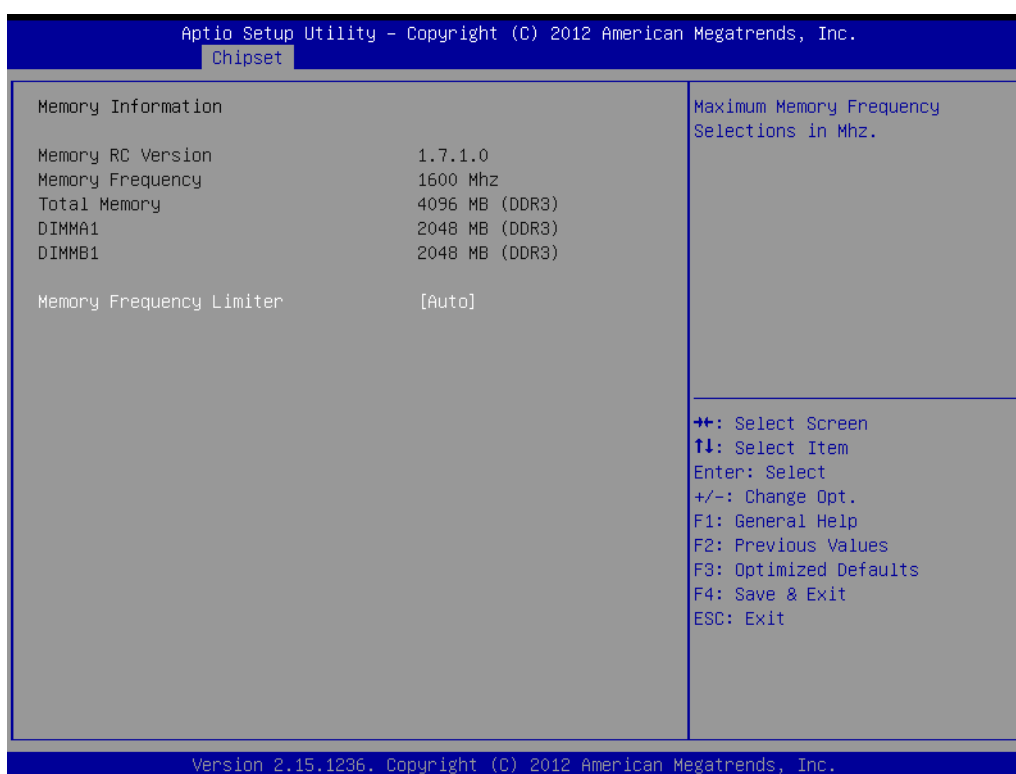 Aptio Setup Utility – Copyright (C) 2012 American Megatrends, Inc.
Chipset
Memory Information
Memory RC Version 1.7.1.0
Memory Frequency 1600 Mhz
Total Memory 4096 MB (DDR3)
DIMMA1 2048 MB (DDR3)
DIMMB1 2048 MB (DDR3)
Memory Frequency Limiter [Auto]
Maximum Memory Frequency
Selections in Mhz.
→←: Select Screen
↑↓: Select Item
Enter: Select
+/-: Change Opt.
F1: General Help
F2: Previous Values
F3: Optimized Defaults
F4: Save & Exit
ESC: Exit
Version 2.15.1236. Copyright (C) 2012 American Megatrends, Inc.